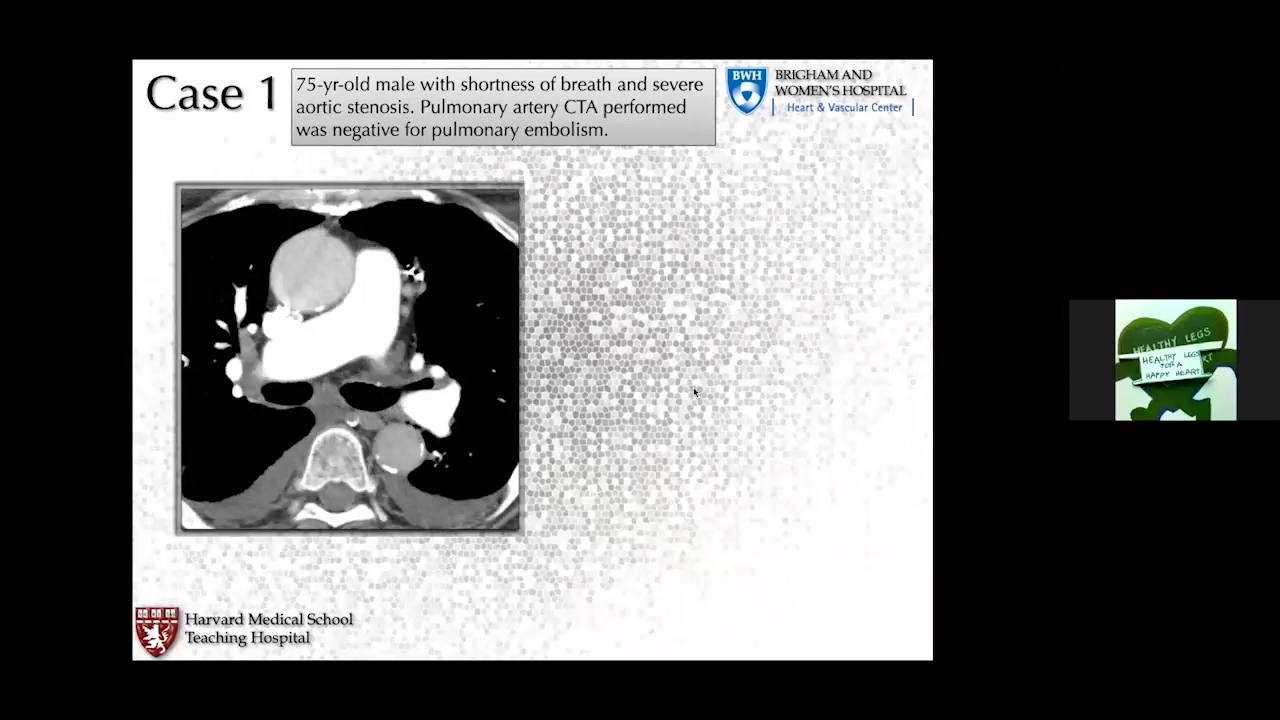 Case 1
75-yr-old male with shortness of breath and severe
aortic stenosis. Pulmonary artery CTA performed
was negative for pulmonary embolism.
BWH
BRIGHAM AND
WOMEN'S HOSPITAL
Heart & Vascular Center
HEALTHY LEGS
HEALTHY LEGS
FOR A
HAPPY HEART
Harvard Medical School
Teaching Hospital